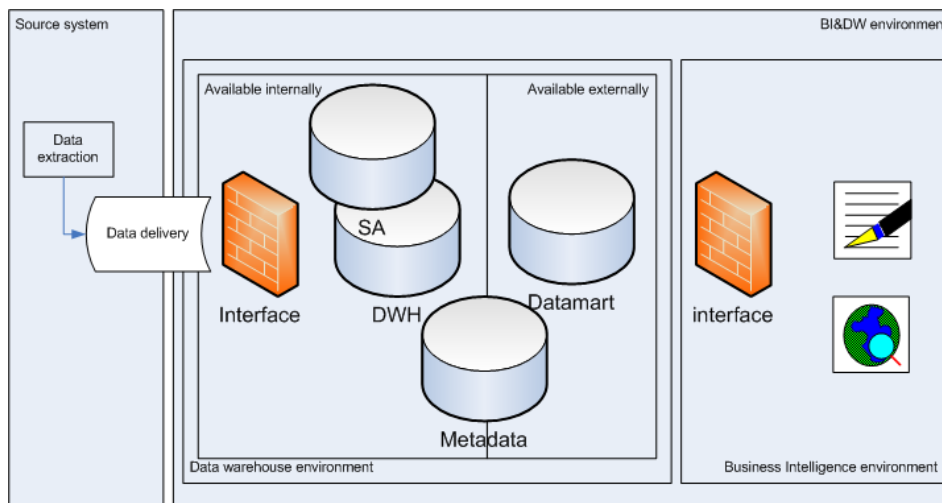 Source system
BI&DW environment
Available internally
Available externally
Data
extraction
Data delivery
SA
Interface
DWH
Datamart
interface
Metadata
Data warehouse environment
Business Intelligence environment